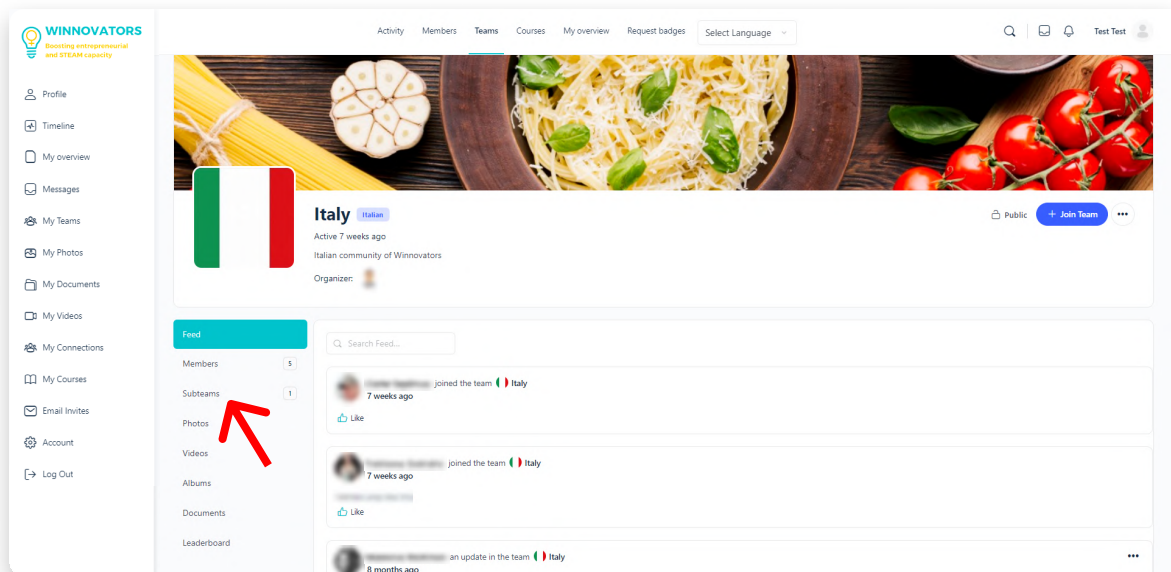 WINNOVATORS
Boosting entrepreneurial
and STEAM capacity
Activity Members Teams Courses My overview Request badges Select Language
Test Test
Profile
Timeline
My overview
Messages
My Teams
My Photos
My Documents
My Videos
My Connections
My Courses
Email Invites
Account
Log Out
Italy Italian
Active 7 weeks ago
Italian community of Winnovators
Organizer:
Public + Join Team
Feed
Members 5
Subteams 1
Photos
Videos
Albums
Documents
Leaderboard
Search Feed...
joined the team Italy
7 weeks ago
Like
joined the team Italy
7 weeks ago
Like
an update in the team Italy
8 months ago